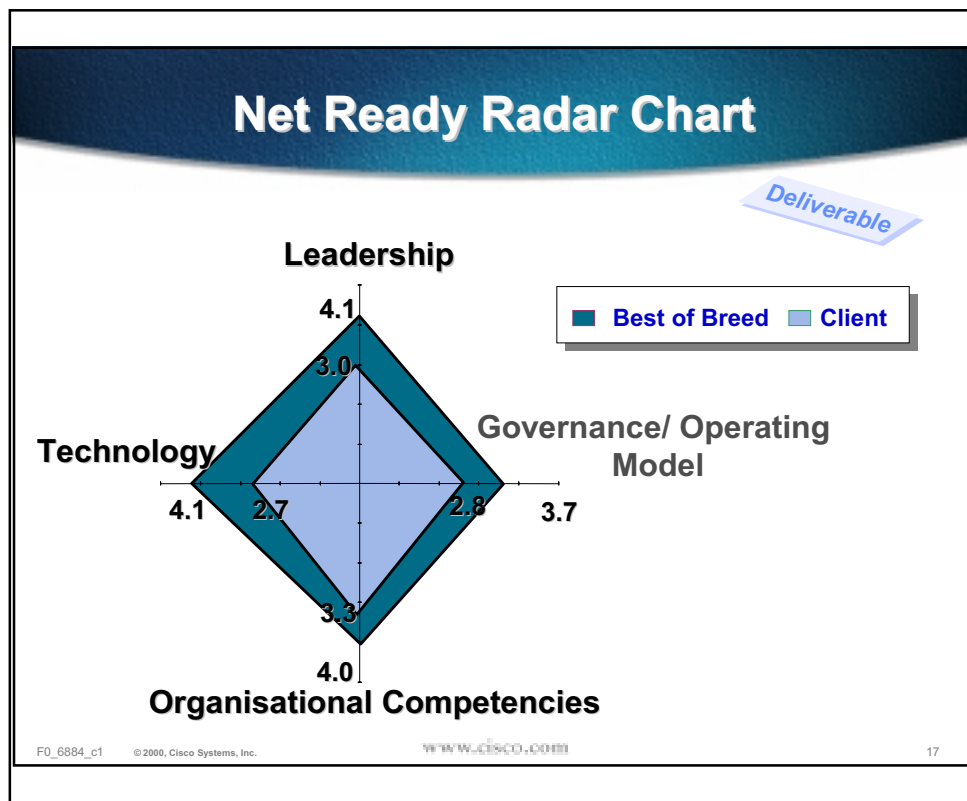 Net Ready Radar Chart
Deliverable
Leadership
4.1
Best of Breed Client
3.0
Governance/ Operating
Model
Technology
4.1 2.7 2.8 3.7
3.3
4.0
Organisational Competencies
F0_6884_c1 © 2000, Cisco Systems, Inc. www.cisco.com 17